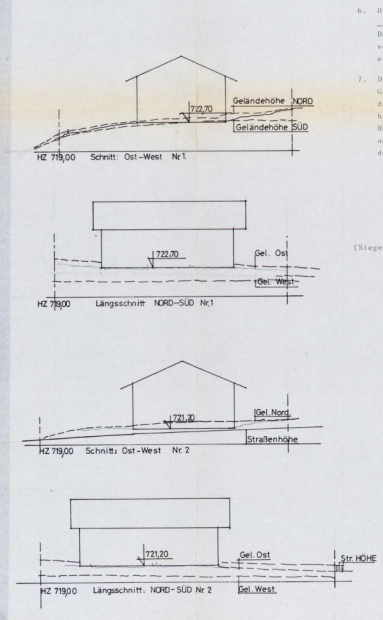 6. D
7. D
Geländehöhe NORD
722,70
Geländehöhe SÜD
HZ 719,00 Schnitt: Ost-West Nr.1.
(Siege
722,70
Gel. Ost
Gel. West
HZ 719,00 Längsschnitt NORD-SÜD Nr.1
721,20
Gel. Nord
Straßenhöhe
HZ 719,00 Schnitt: Ost-West Nr. 2
721,20
Gel. Ost
Str. HÖHE
HZ 719,00 Längsschnitt: NORD-SÜD Nr 2 Gel. West